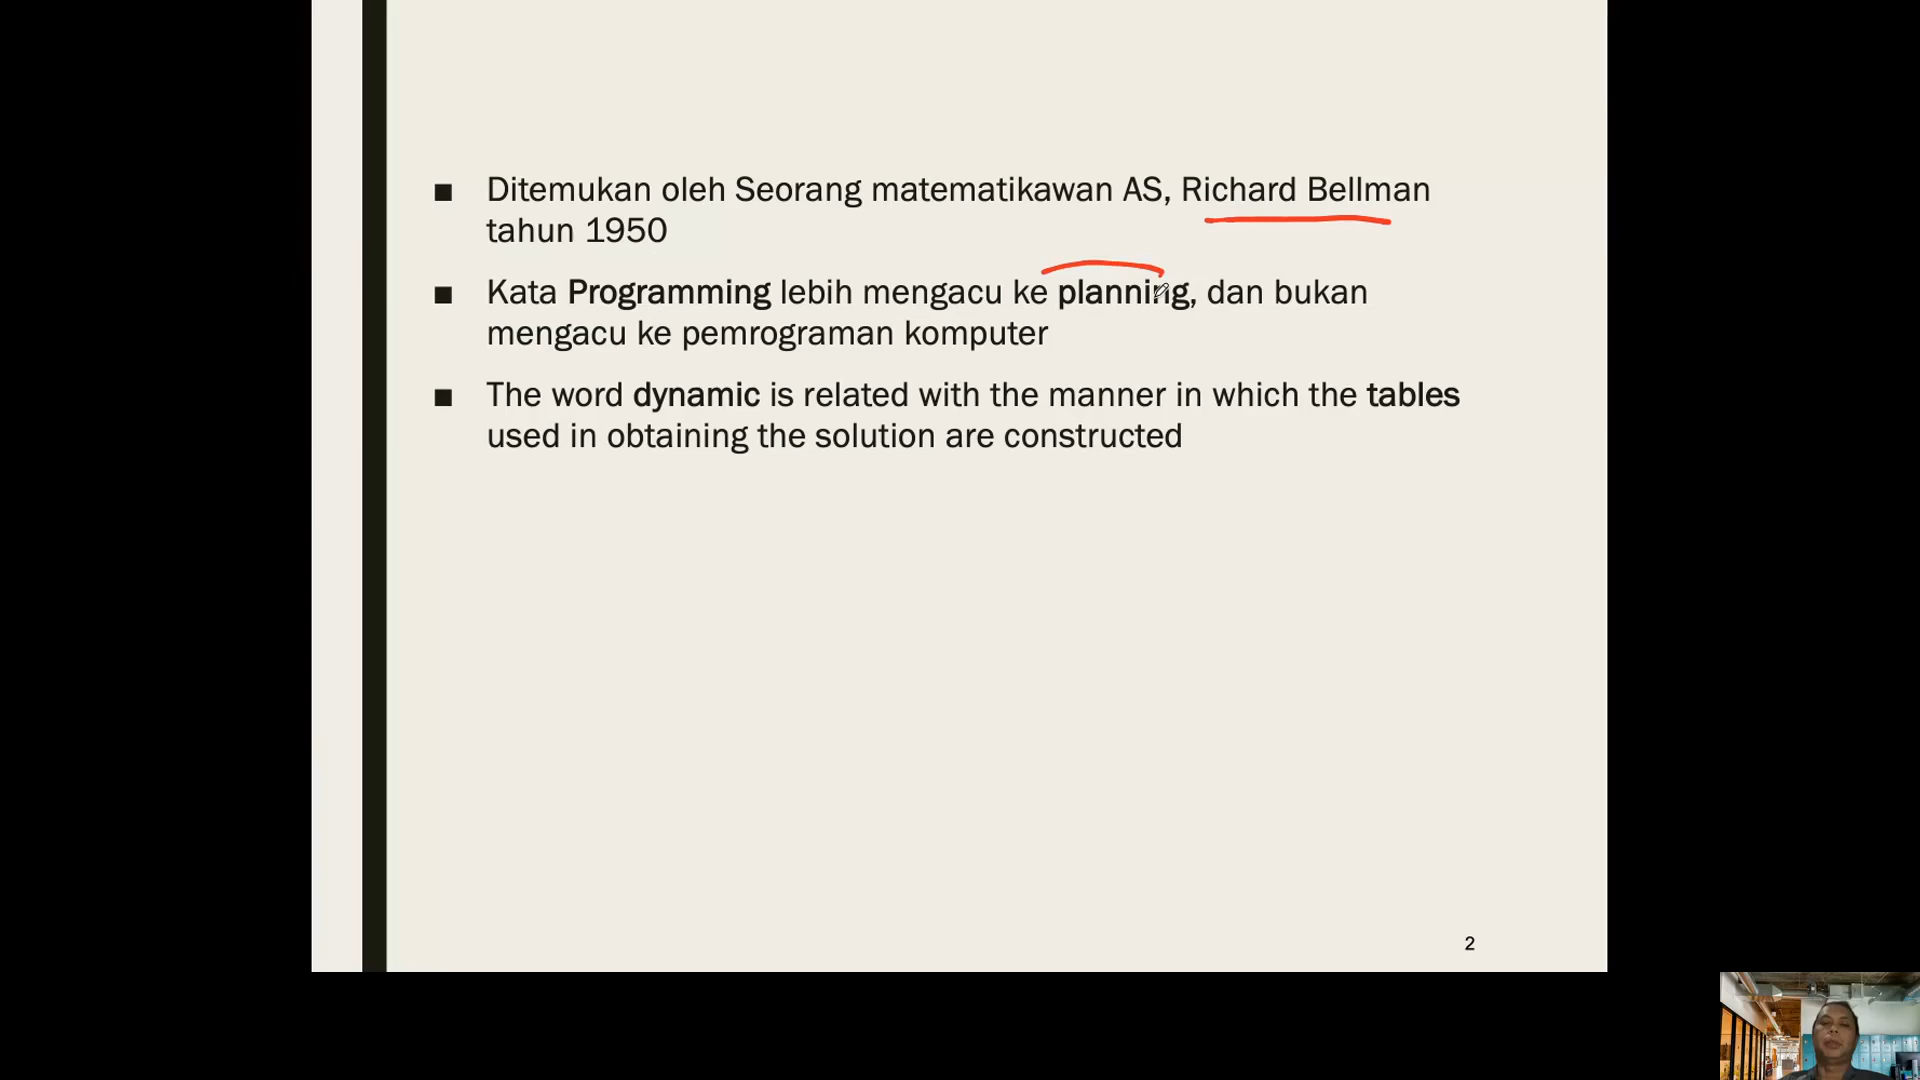 ■ Ditemukan oleh Seorang matematikawan AS, Richard Bellman
tahun 1950
■ Kata Programming lebih mengacu ke planning, dan bukan
mengacu ke pemrograman komputer
■ The word dynamic is related with the manner in which the tables
used in obtaining the solution are constructed
2